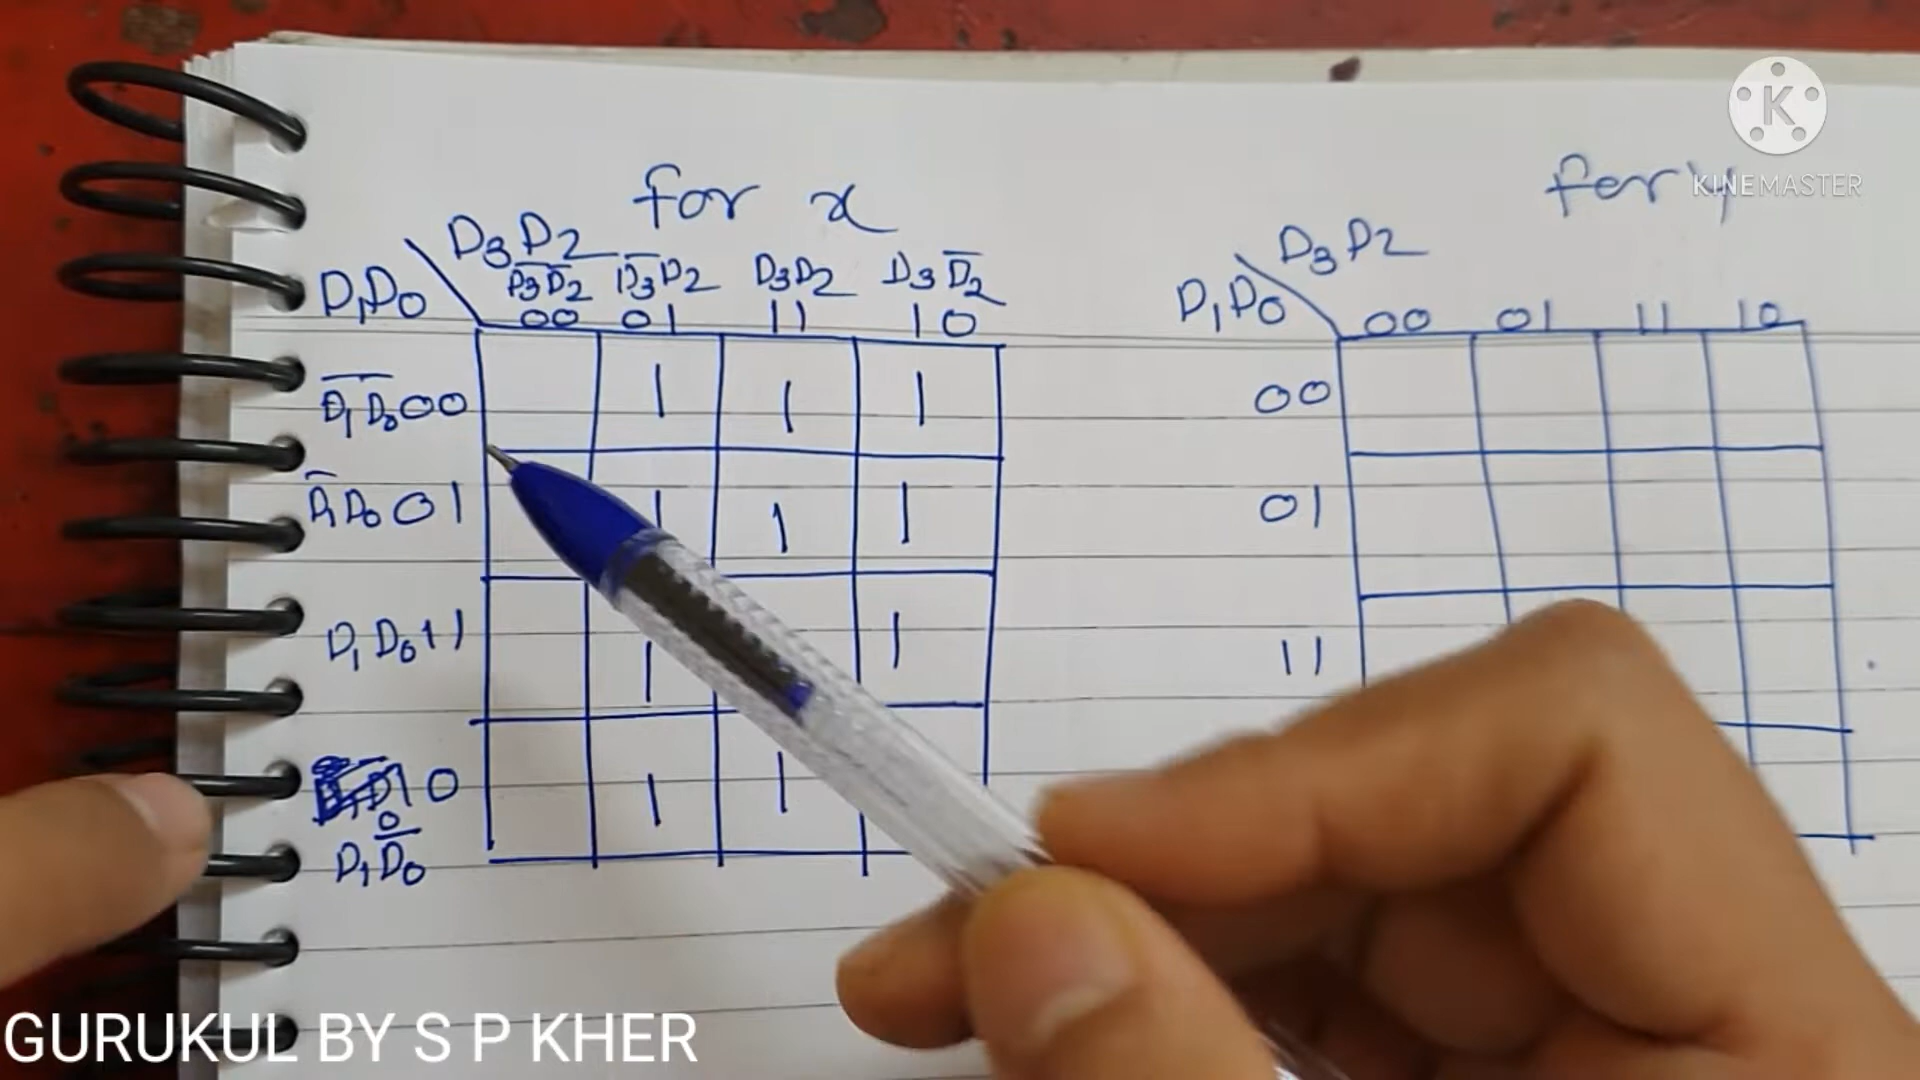 for x
D3D2
D̅3D̅2 D̅3D2 D3D2 D3D̅2
D1D0
00 01 11 10
D̅1D̅0 00 1 1 1
D̅1D0 01 1 1 1
D1D0 11 1 1
10 1 1
D1D̅0
for y
D3D2
D1D0
00 01 11 10
00
01
11
K
KINEMASTER
GURUKUL BY S P KHER